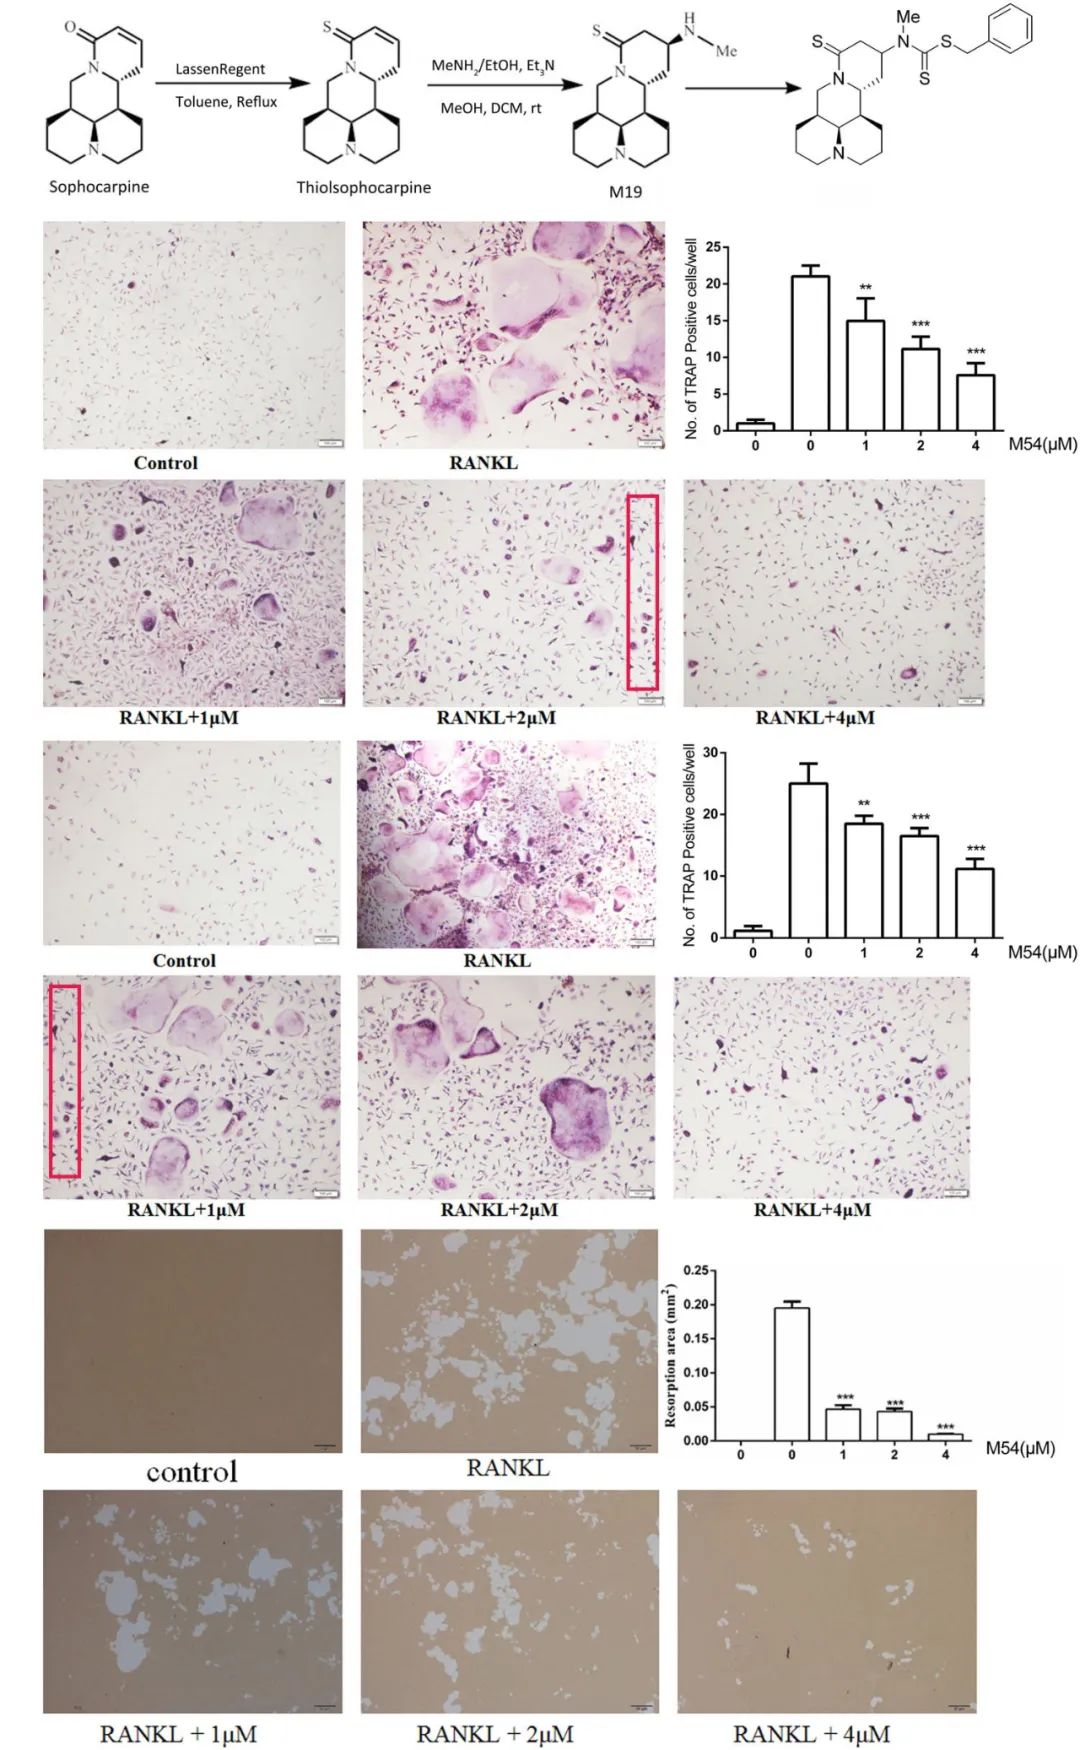 O
N
N
Sophocarpine
LassenRegent
Toluene, Reflux
S
N
N
Thiolsophocarpine
MeNH2/EtOH, Et3N
MeOH, DCM, rt
S
H
N
Me
N
N
M19
Me
S
N
S
N
S
N
Control
RANKL
No. of TRAP Positive cells/well
25
20
15
10
5
0
**
***
***
0 0 1 2 4 M54(μM)
RANKL+1μM
RANKL+2μM
RANKL+4μM
Control
RANKL
No. of TRAP Positive cells/well
30
20
10
0
**
***
***
0 0 1 2 4 M54(μM)
RANKL+1μM
RANKL+2μM
RANKL+4μM
control
RANKL
Resorption area (mm2)
0.25
0.20
0.15
0.10
0.05
0.00
***
***
***
0 0 1 2 4 M54(μM)
RANKL + 1μM
RANKL + 2μM
RANKL + 4μM